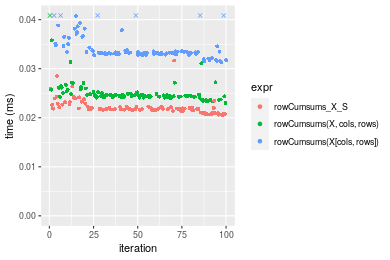 0.04
0.03
0.02
0.01
0.00
time (ms)
0
25
50
75
100
iteration
expr
rowCumsums_X_S
rowCumsums(X, cols, rows)
rowCumsums(X[cols, rows])